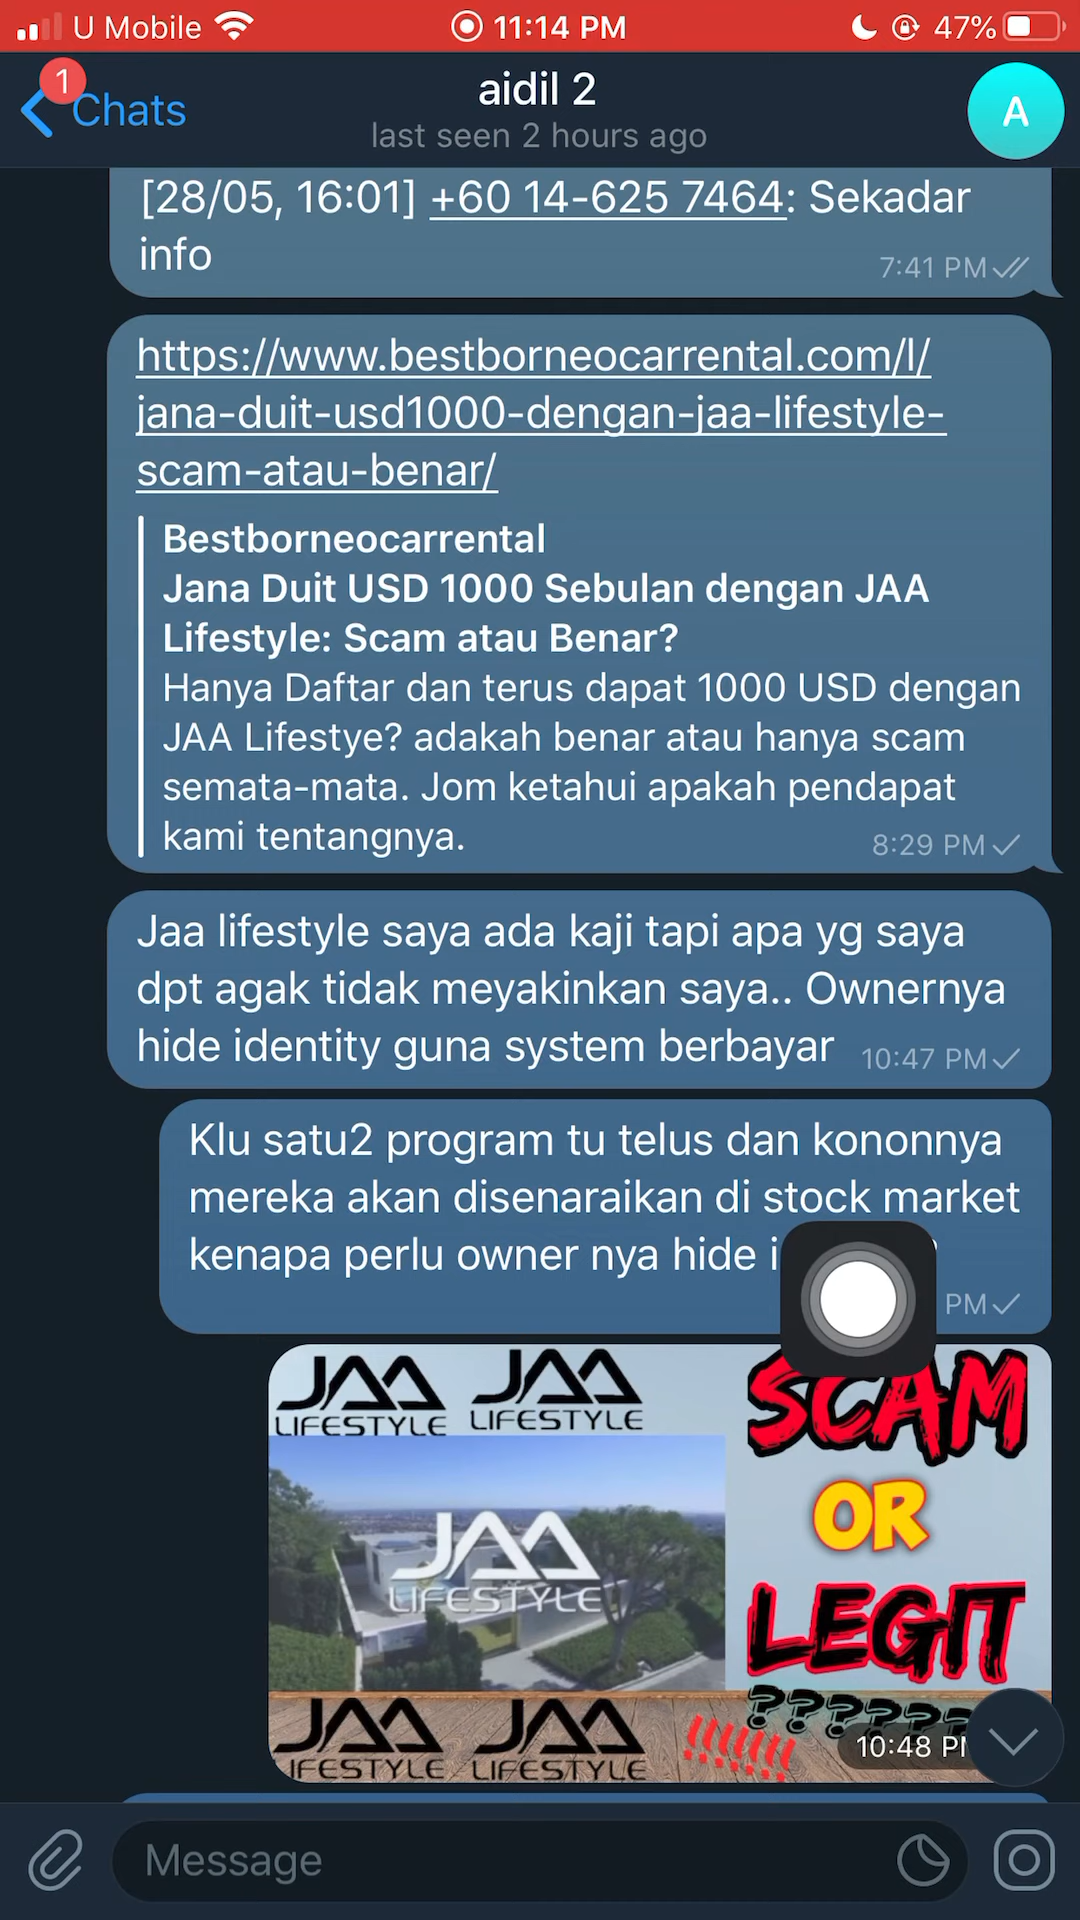 U Mobile 11:14 PM 47%
1
Chats
aidil 2
last seen 2 hours ago
A
[28/05, 16:01] +60 14-625 7464: Sekadar
info
7:41 PM
https://www.bestborneocarrental.com/l/
jana-duit-usd1000-dengan-jaa-lifestyle-
scam-atau-benar/
Bestborneocarrental
Jana Duit USD 1000 Sebulan dengan JAA
Lifestyle: Scam atau Benar?
Hanya Daftar dan terus dapat 1000 USD dengan
JAA Lifestye? adakah benar atau hanya scam
semata-mata. Jom ketahui apakah pendapat
kami tentangnya.
8:29 PM
Jaa lifestyle saya ada kaji tapi apa yg saya
dpt agak tidak meyakinkan saya.. Ownernya
hide identity guna system berbayar
10:47 PM
Klu satu2 program tu telus dan kononnya
mereka akan disenaraikan di stock market
kenapa perlu owner nya hide
PM
JAA JAA
LIFESTYLE LIFESTYLE
SCAM
OR
LEGIT
??????
!!!!!!!
JAA
LIFESTYLE
JAA JAA
IFESTYLE LIFESTYLE
10:48 PM
Message